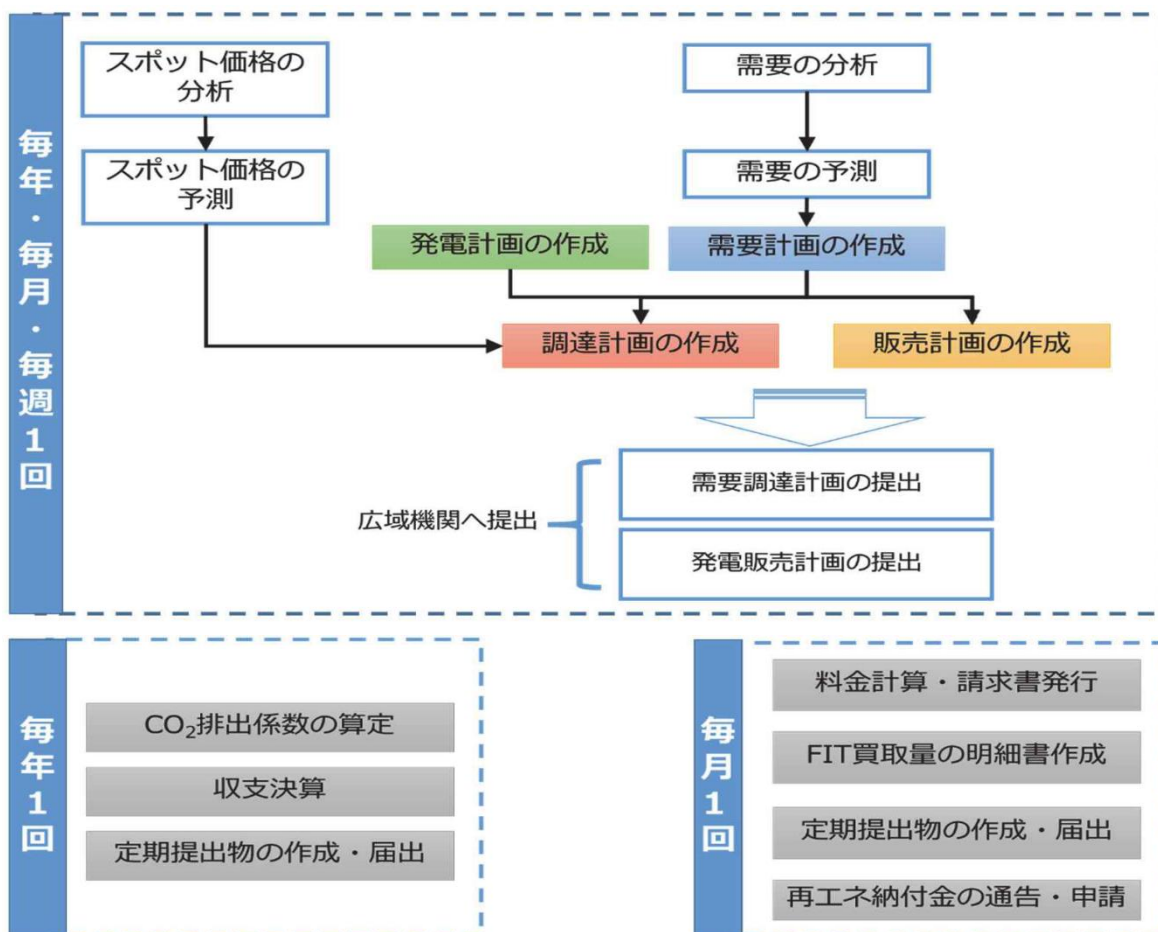 毎年・毎月・毎週1回
スポット価格の
分析
スポット価格の
予測
需要の分析
需要の予測
発電計画の作成
需要計画の作成
調達計画の作成
販売計画の作成
広域機関へ提出
需要調達計画の提出
発電販売計画の提出
毎年1回
CO₂排出係数の算定
収支決算
定期提出物の作成・届出
毎月1回
料金計算・請求書発行
FIT買取量の明細書作成
定期提出物の作成・届出
再エネ納付金の通告・申請